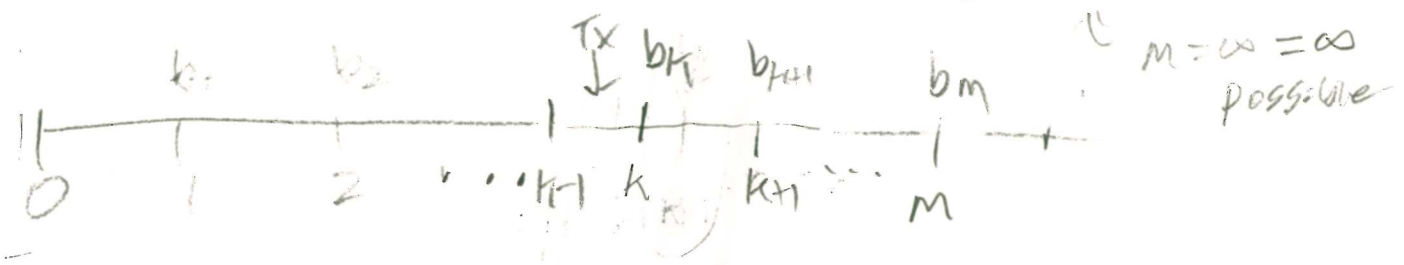 Tx
b₁ b₂ bₖ bₖ₊₁ bₘ
0 1 2 ... k-1 k k+1 ... m
m = ∞ = ∞
possible